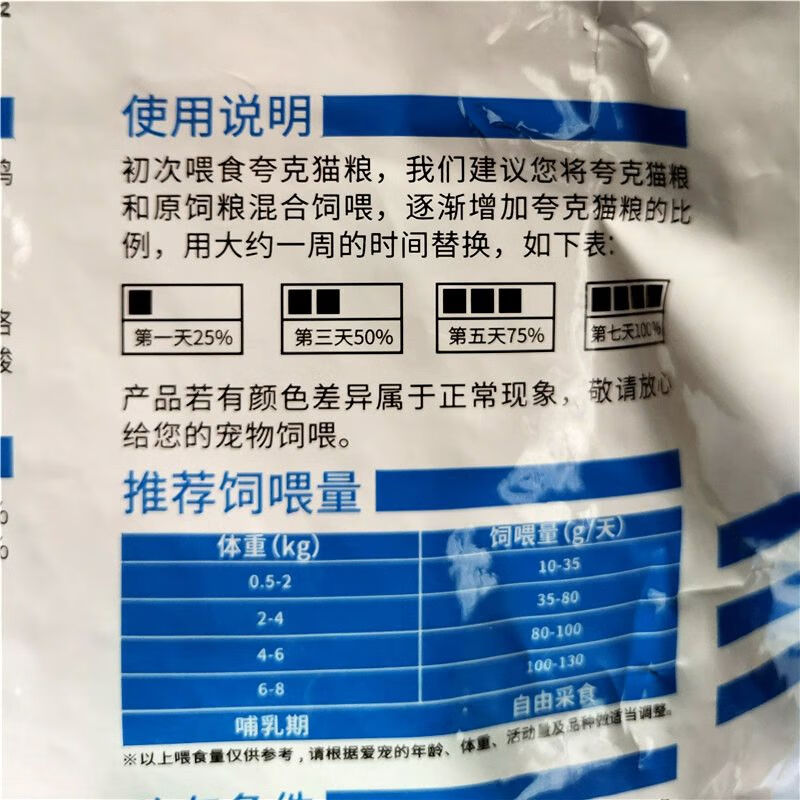 使用说明
初次喂食夸克猫粮，我们建议您将夸克猫粮
和原饲粮混合饲喂，逐渐增加夸克猫粮的比
例，用大约一周的时间替换，如下表:
第一天25% 第三天50% 第五天75% 第七天100%
产品若有颜色差异属于正常现象，敬请放心
给您的宠物饲喂。
推荐饲喂量
体重(kg) 饲喂量(g/天)
0.5-2 10-35
2-4 35-80
4-6 80-100
6-8 100-130
哺乳期 自由采食
※以上喂食量仅供参考,请根据爱宠的年龄、体重、活动量及品种做适当调整。